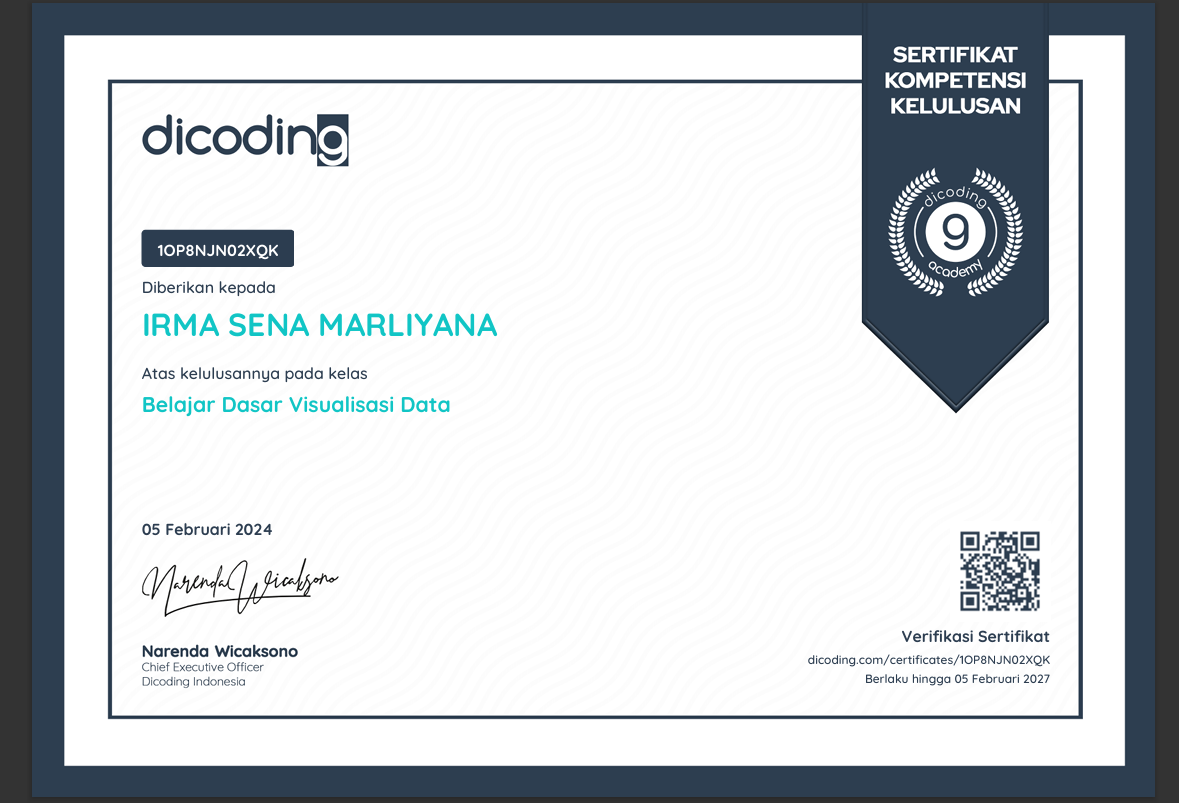 SERTIFIKAT
KOMPETENSI
KELULUSAN
dicoding
dicoding
9
academy
1OP8NJN02XQK
Diberikan kepada
IRMA SENA MARLIYANA
Atas kelulusannya pada kelas
Belajar Dasar Visualisasi Data
05 Februari 2024
Narenda Wicaksono
Narenda Wicaksono
Chief Executive Officer
Dicoding Indonesia
Verifikasi Sertifikat
dicoding.com/certificates/1OP8NJN02XQK
Berlaku hingga 05 Februari 2027